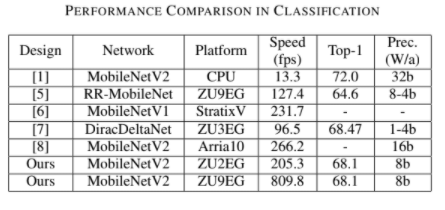 PERFORMANCE COMPARISON IN CLASSIFICATION
Design Network Platform Speed (fps) Top-1 Prec. (W/a)
[1] MobileNetV2 CPU 13.3 72.0 32b
[5] RR-MobileNet ZU9EG 127.4 64.6 8-4b
[6] MobileNetV1 StratixV 231.7 - -
[7] DiracDeltaNet ZU3EG 96.5 68.47 1-4b
[8] MobileNetV2 Arria10 266.2 - 16b
Ours MobileNetV2 ZU2EG 205.3 68.1 8b
Ours MobileNetV2 ZU9EG 809.8 68.1 8b